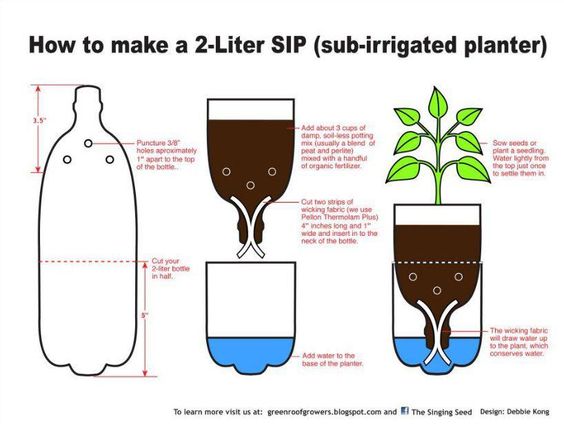 How to make a 2-Liter SIP (sub-irrigated planter)
3.5"
Puncture 3/8"
holes aproximately
1" apart to the top
of the bottle..
Cut your
2-liter bottle
in half.
5"
Add about 3 cups of
damp, soil-less potting
mix (usually a blend of
peat and perlite)
mixed with a handful
of organic fertilizer.
Cut two strips of
wicking fabric (we use
Pellon Thermolam Plus)
4" inches long and 1"
wide and insert in to the
neck of the bottle.
Add water to the
base of the planter.
Sow seeds or
plant a seedling.
Water lightly from
the top just once
to settle them in.
The wicking fabric
will draw water up
to the plant, which
conserves water.
To learn more visit us at: greenroofgrowers.blogspot.com and f The Singing Seed Design: Debbie Kong